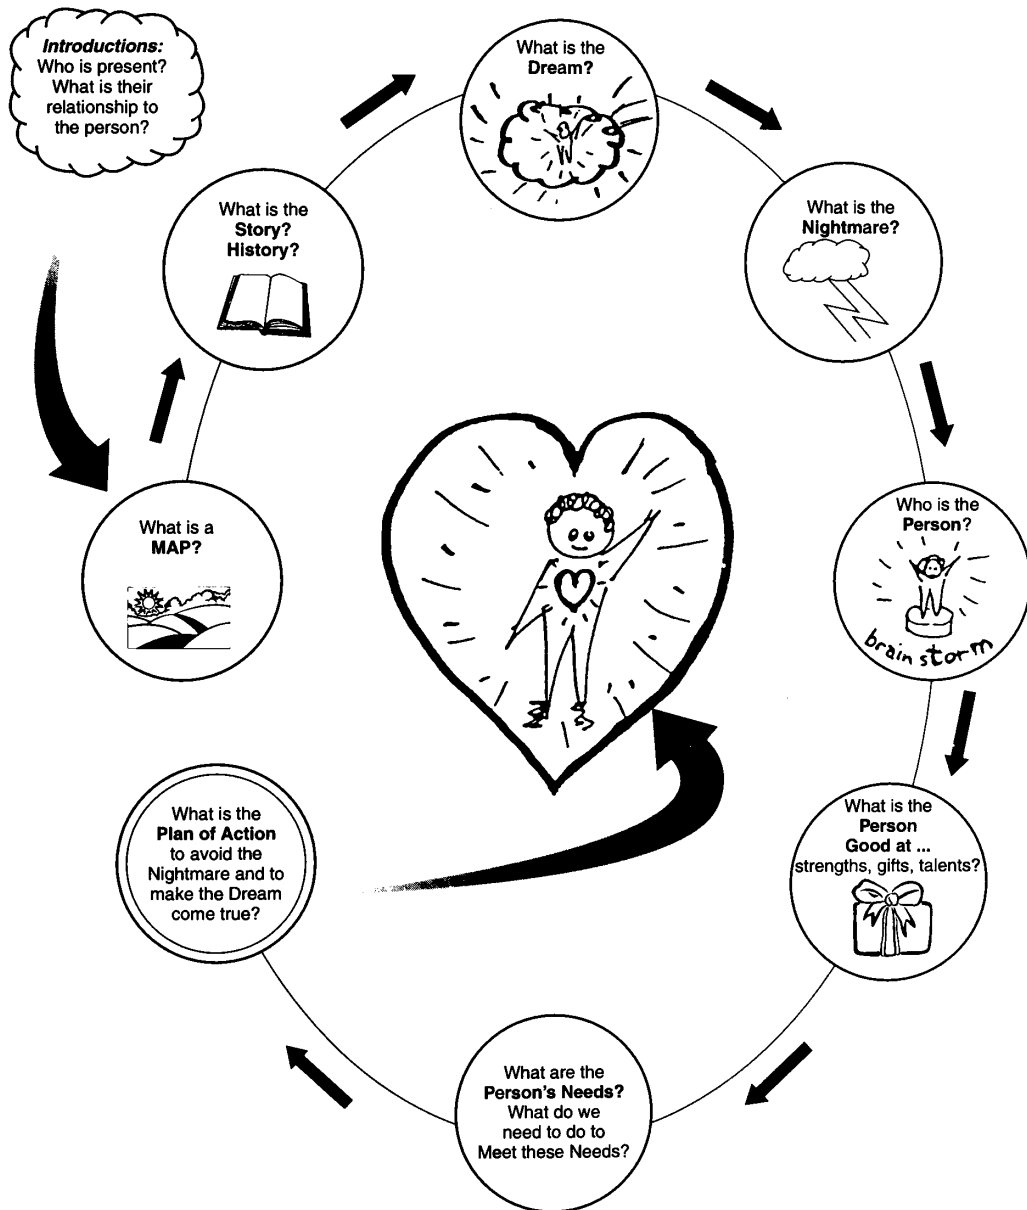 Introductions:
Who is present?
What is their
relationship to
the person?
What is a
MAP?
What is the
Story?
History?
What is the
Dream?
What is the
Nightmare?
Who is the
Person?
brainstorm
What is the
Person
Good at ...
strengths, gifts, talents?
What are the
Person's Needs?
What do we
need to do to
Meet these Needs?
What is the
Plan of Action
to avoid the
Nightmare and to
make the Dream
come true?